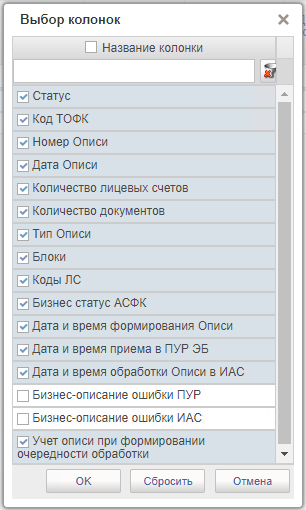 Выбор колонок
Название колонки
Статус
Код ТОФК
Номер Описи
Дата Описи
Количество лицевых счетов
Количество документов
Тип Описи
Блоки
Коды ЛС
Бизнес статус АСФК
Дата и время формирования Описи
Дата и время приема в ПУР ЭБ
Дата и время обработки Описи в ИАС
Бизнес-описание ошибки ПУР
Бизнес-описание ошибки ИАС
Учет описи при формировании
очередности обработки
OK
Сбросить
Отмена